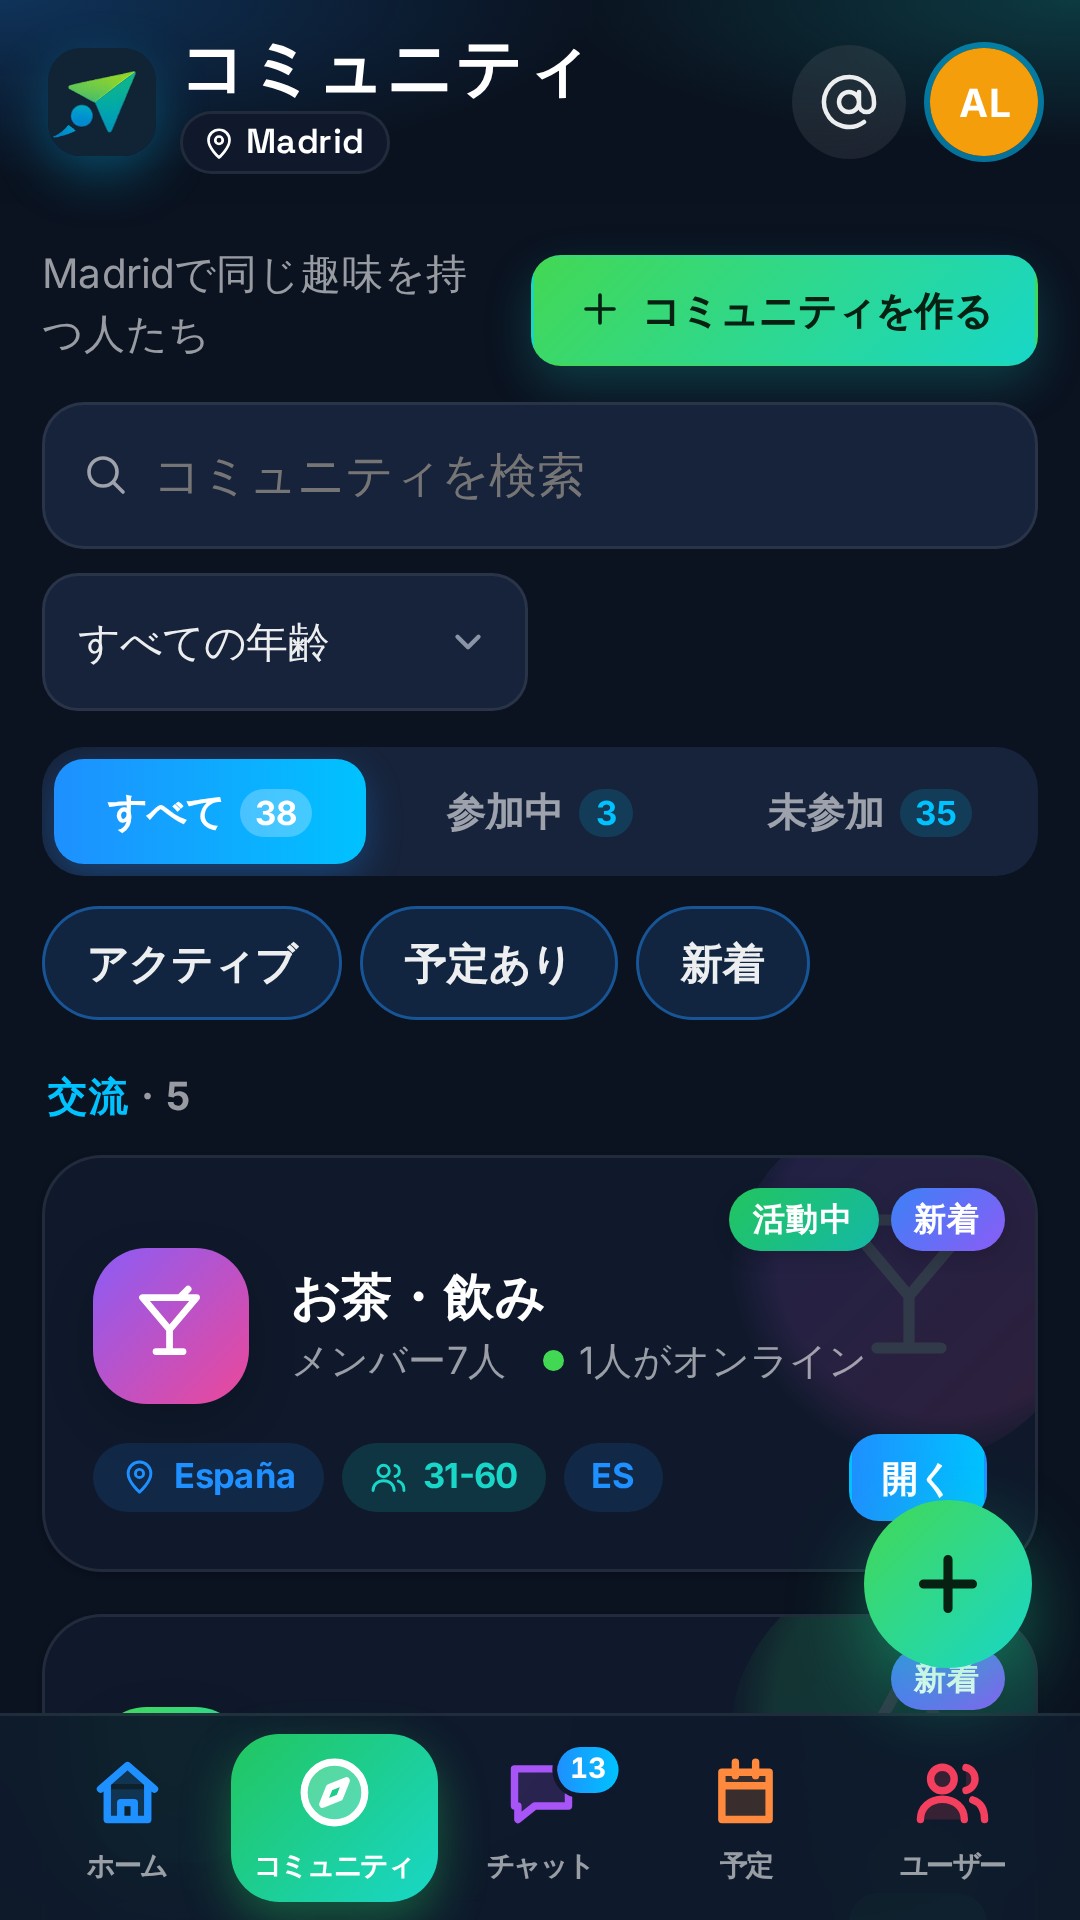 コミュニティ
Madrid
AL
Madridで同じ趣味を持
つ人たち
コミュニティを作る
コミュニティを検索
すべての年齢
すべて 38
参加中 3
未参加 35
アクティブ
予定あり
新着
交流 · 5
活動中
新着
お茶・飲み
メンバー7人
1人がオンライン
España
31-60
ES
開く
新着
13
ホーム
コミュニティ
チャット
予定
ユーザー